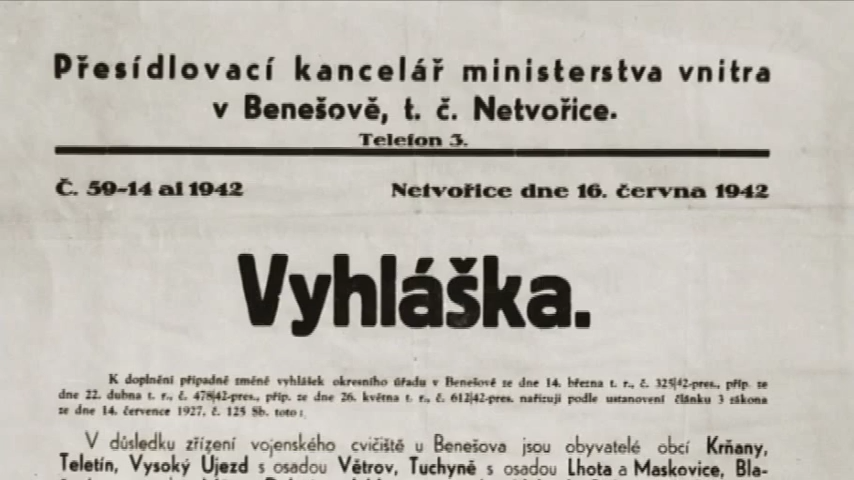 Přesídlovací kancelář ministerstva vnitra
v Benešově, t. č. Netvořice.
Telefon 3.
Č. 59-14 al 1942
Netvořice dne 16. června 1942
Vyhláška.
K doplnění případně změně vyhlášek okresního úřadu v Benešově ze dne 14. března t. r., č. 325|42-pres., příp. ze
dne 22. dubna t. r., č. 478|42-pres., příp. ze dne 26. května t. r., č. 612|42-pres. nařizuji podle ustanovení článku 3 zákona
ze dne 14. července 1927, č. 125 Sb. toto:
V důsledku zřízení vojenského cvičiště u Benešova jsou obyvatelé obcí Krňany,
Teletín, Vysoký Újezd s osadou Větrov, Tuchyně s osadou Lhota a Maskovice, Bla-